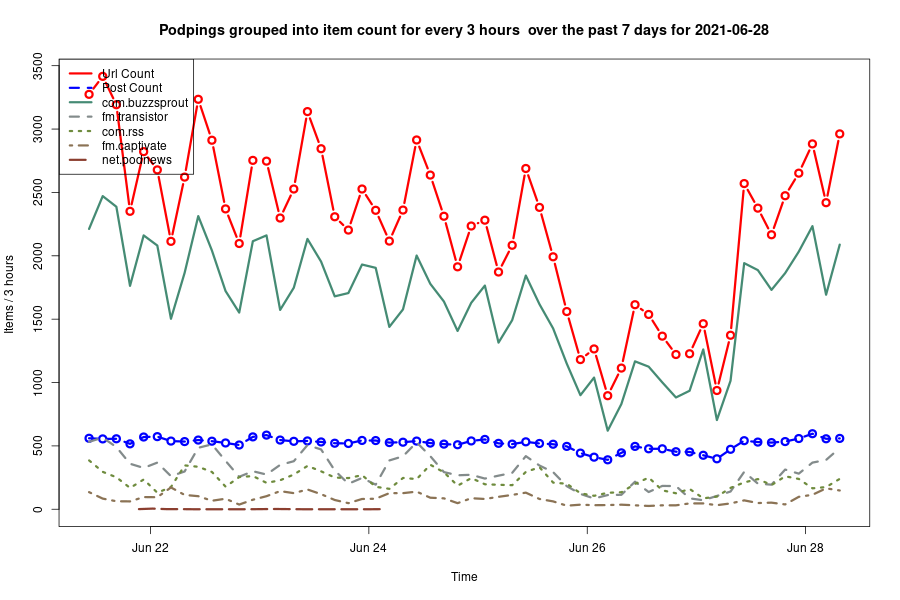 Podpings grouped into item count for every 3 hours  over the past 7 days for 2021-06-28
Items / 3 hours
3500
3000
2500
2000
1500
1000
500
0
Url Count
Post Count
com.buzzsprout
fm.transistor
com.rss
fm.captivate
net.podnews
Jun 22
Jun 24
Jun 26
Jun 28
Time